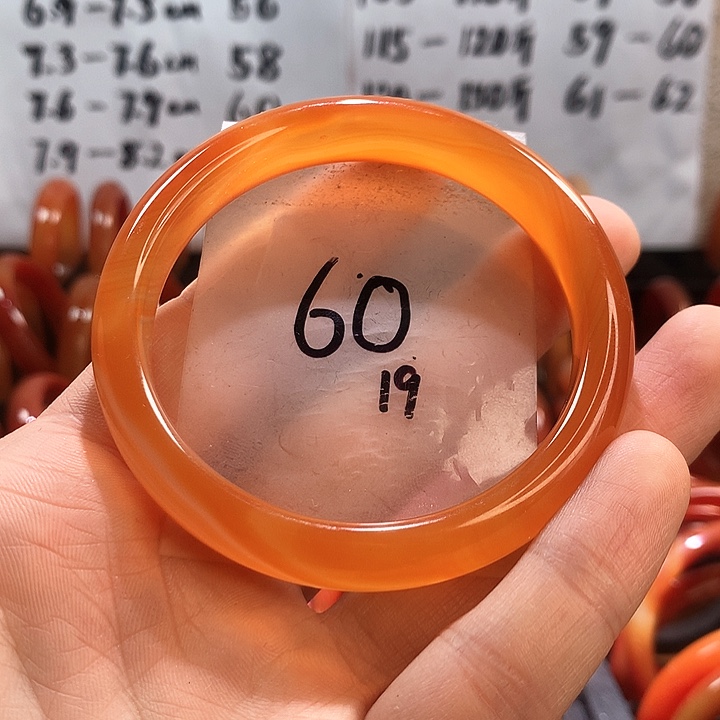 6.9-7.3cm 56
7.3-7.6cm 58
7.6-7.9cm 60
7.9-8.2
115-120斤 59-60
61-62
60
19